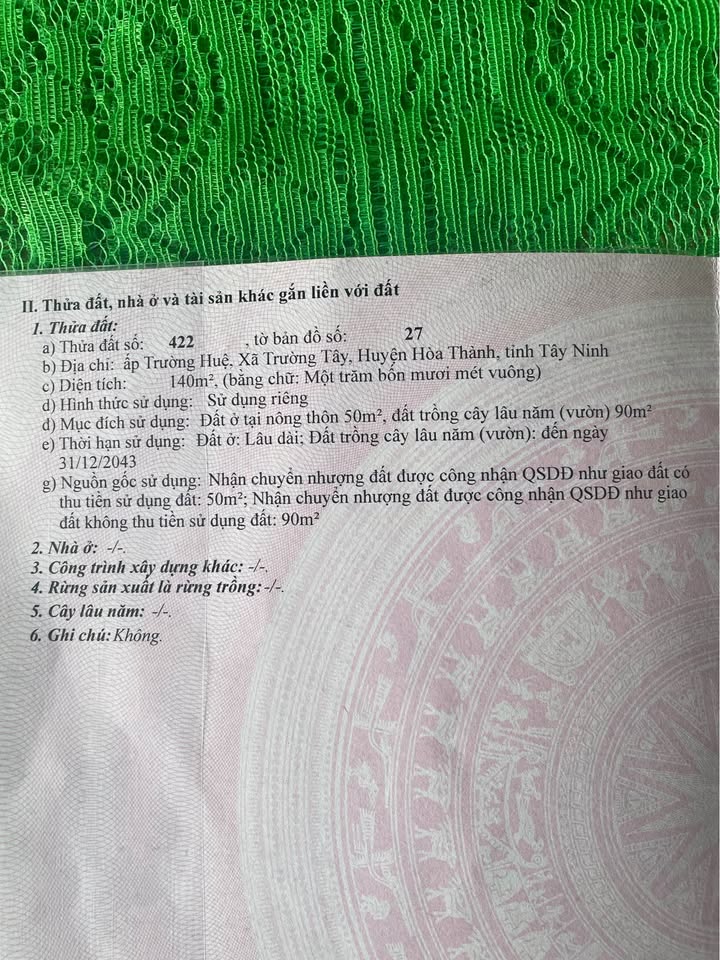 II. Thửa đất, nhà ở và tài sản khác gắn liền với đất
1. Thửa đất:
a) Thửa đất số: 422 , tờ bản đồ số: 27
b) Địa chỉ: ấp Trường Huệ, Xã Trường Tây, Huyện Hòa Thành, tỉnh Tây Ninh
c) Diện tích: 140m², (bằng chữ: Một trăm bốn mươi mét vuông)
d) Hình thức sử dụng: Sử dụng riêng
đ) Mục đích sử dụng: Đất ở tại nông thôn 50m², đất trồng cây lâu năm (vườn) 90m²
e) Thời hạn sử dụng: Đất ở: Lâu dài; Đất trồng cây lâu năm (vườn): đến ngày
31/12/2043
g) Nguồn gốc sử dụng: Nhận chuyển nhượng đất được công nhận QSDĐ như giao đất có
thu tiền sử dụng đất: 50m²; Nhận chuyển nhượng đất được công nhận QSDĐ như giao
đất không thu tiền sử dụng đất: 90m²
2. Nhà ở: -/-.
3. Công trình xây dựng khác: -/-.
4. Rừng sản xuất là rừng trồng: -/-.
5. Cây lâu năm: -/-.
6. Ghi chú: Không.